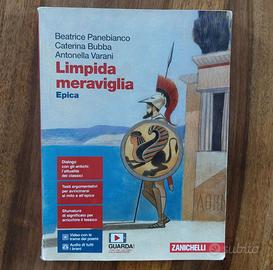 Beatrice Panebianco
Caterina Bubba
Antonella Varani
Limpida
meraviglia
Epica
Dialogo
con gli antichi:
l'attualità
dei classici
Testi argomentativi
per avvicinarsi
al mito e all'epica
Sfumature
di significato per
arricchire il lessico
Video con le
trame dei poemi
Audio di tutti
i brani
GUARDA!
ZANICHELLI
subito